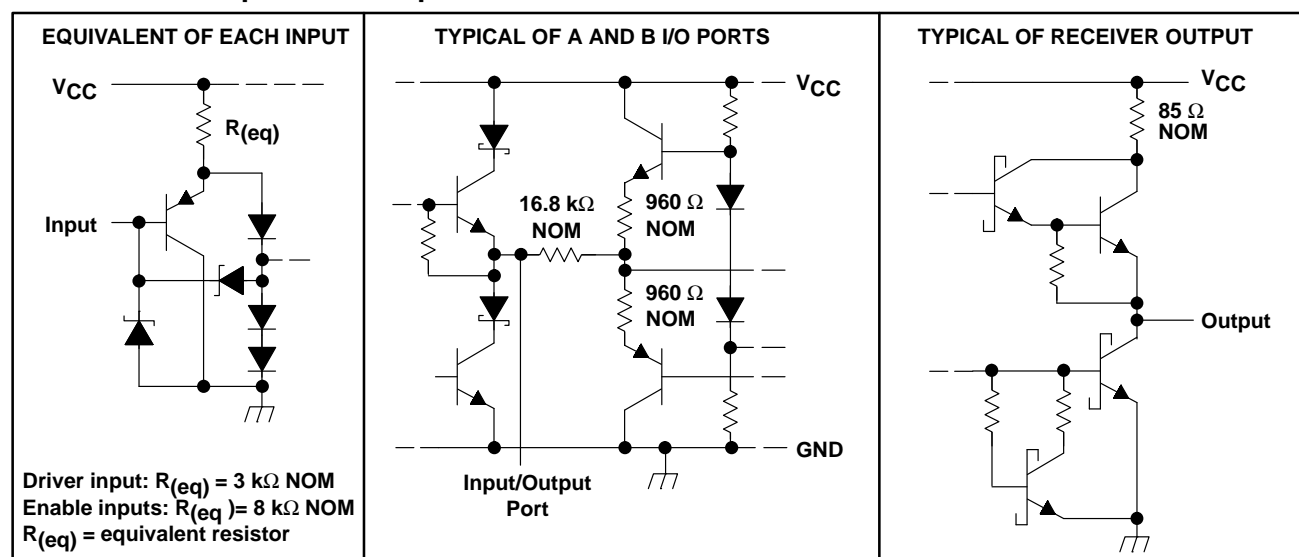 EQUIVALENT OF EACH INPUT
VCC
R(eq)
Input
Driver input: R(eq) = 3 kΩ NOM
Enable inputs: R(eq )= 8 kΩ NOM
R(eq) = equivalent resistor
TYPICAL OF A AND B I/O PORTS
VCC
16.8 kΩ
NOM
960 Ω
NOM
960 Ω
NOM
GND
Input/Output
Port
TYPICAL OF RECEIVER OUTPUT
VCC
85 Ω
NOM
Output